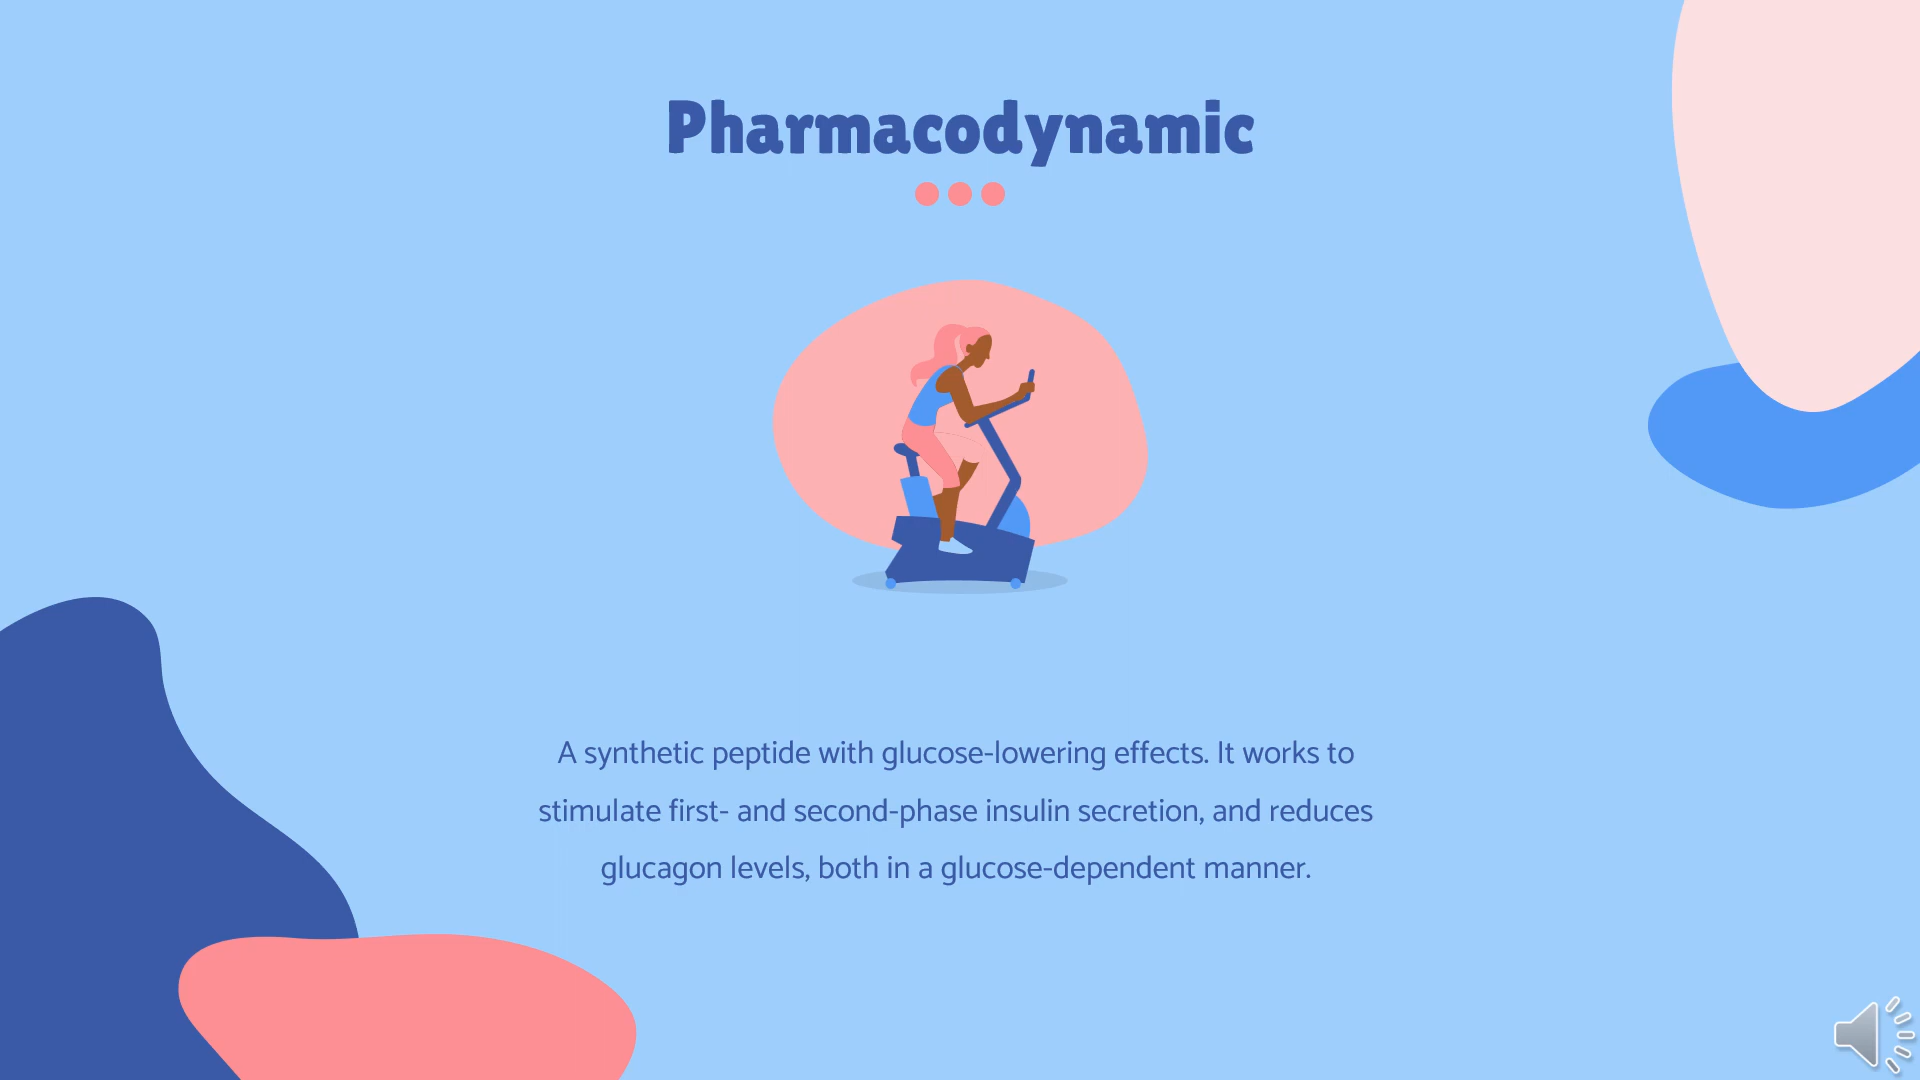 Pharmacodynamic
A synthetic peptide with glucose-lowering effects. It works to
stimulate first- and second-phase insulin secretion, and reduces
glucagon levels, both in a glucose-dependent manner.